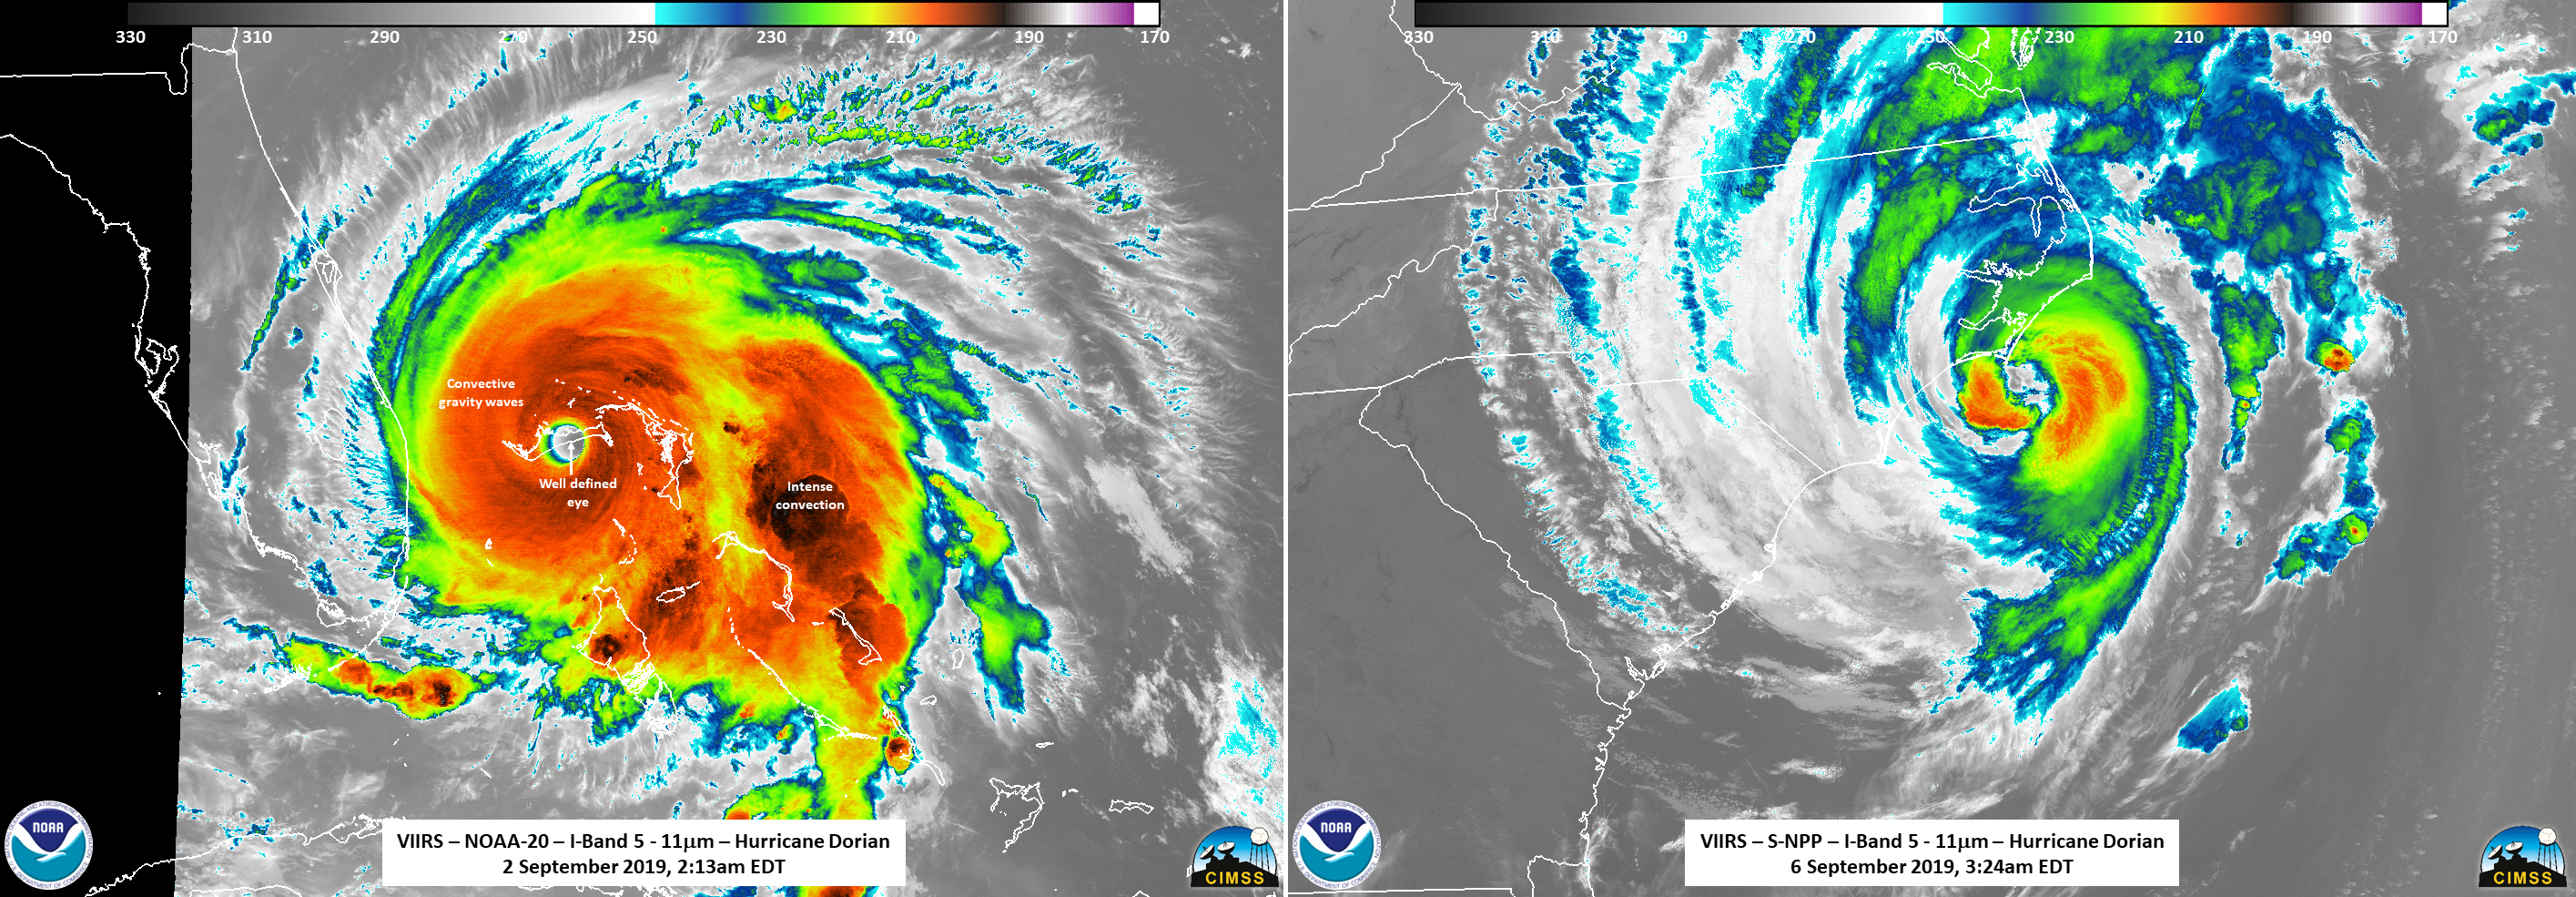 330 310 290 270 250 230 210 190 170
Convective
gravity waves
Well defined
eye
Intense
convection
NOAA
VIIRS – NOAA-20 – I-Band 5 - 11µm – Hurricane Dorian
2 September 2019, 2:13am EDT
CIMSS
330 310 290 270 250 230 210 190 170
NOAA
VIIRS – S-NPP – I-Band 5 – 11µm – Hurricane Dorian
6 September 2019, 3:24am EDT
CIMSS